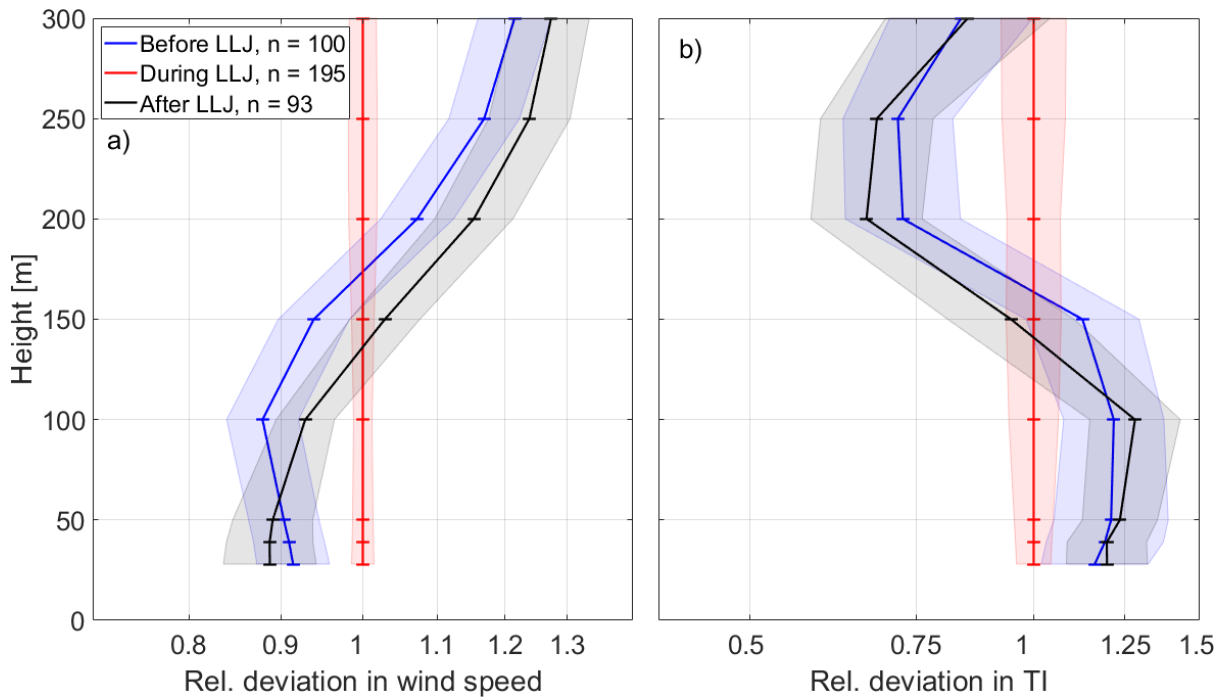 300
250
200
150
100
50
0
Height [m]
Before LLJ, n = 100
During LLJ, n = 195
After LLJ, n = 93
a)
0.8 0.9 1 1.1 1.2 1.3
Rel. deviation in wind speed
b)
0.5 0.75 1 1.25 1.5
Rel. deviation in TI